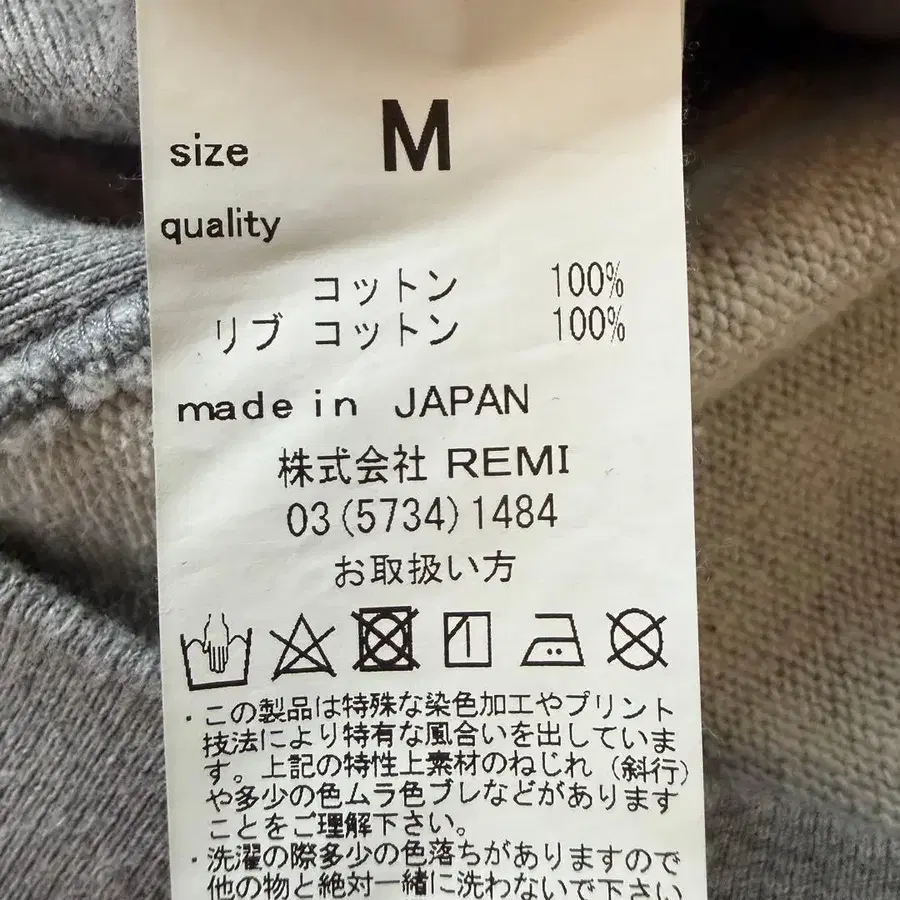 size M
quality
コットン 100%
リブ コットン 100%
made in JAPAN
株式会社 REMI
03(5734)1484
お取扱い方
・この製品は特殊な染色加工やプリント
技法により特有な風合いを出していま
す。上記の特性上素材のねじれ（斜行）
や多少の色ムラ色ブレなどがあります
ことをご理解下さい。
・洗濯の際多少の色落ちがありますので
他の物と絶対一緒に洗わないで下さい